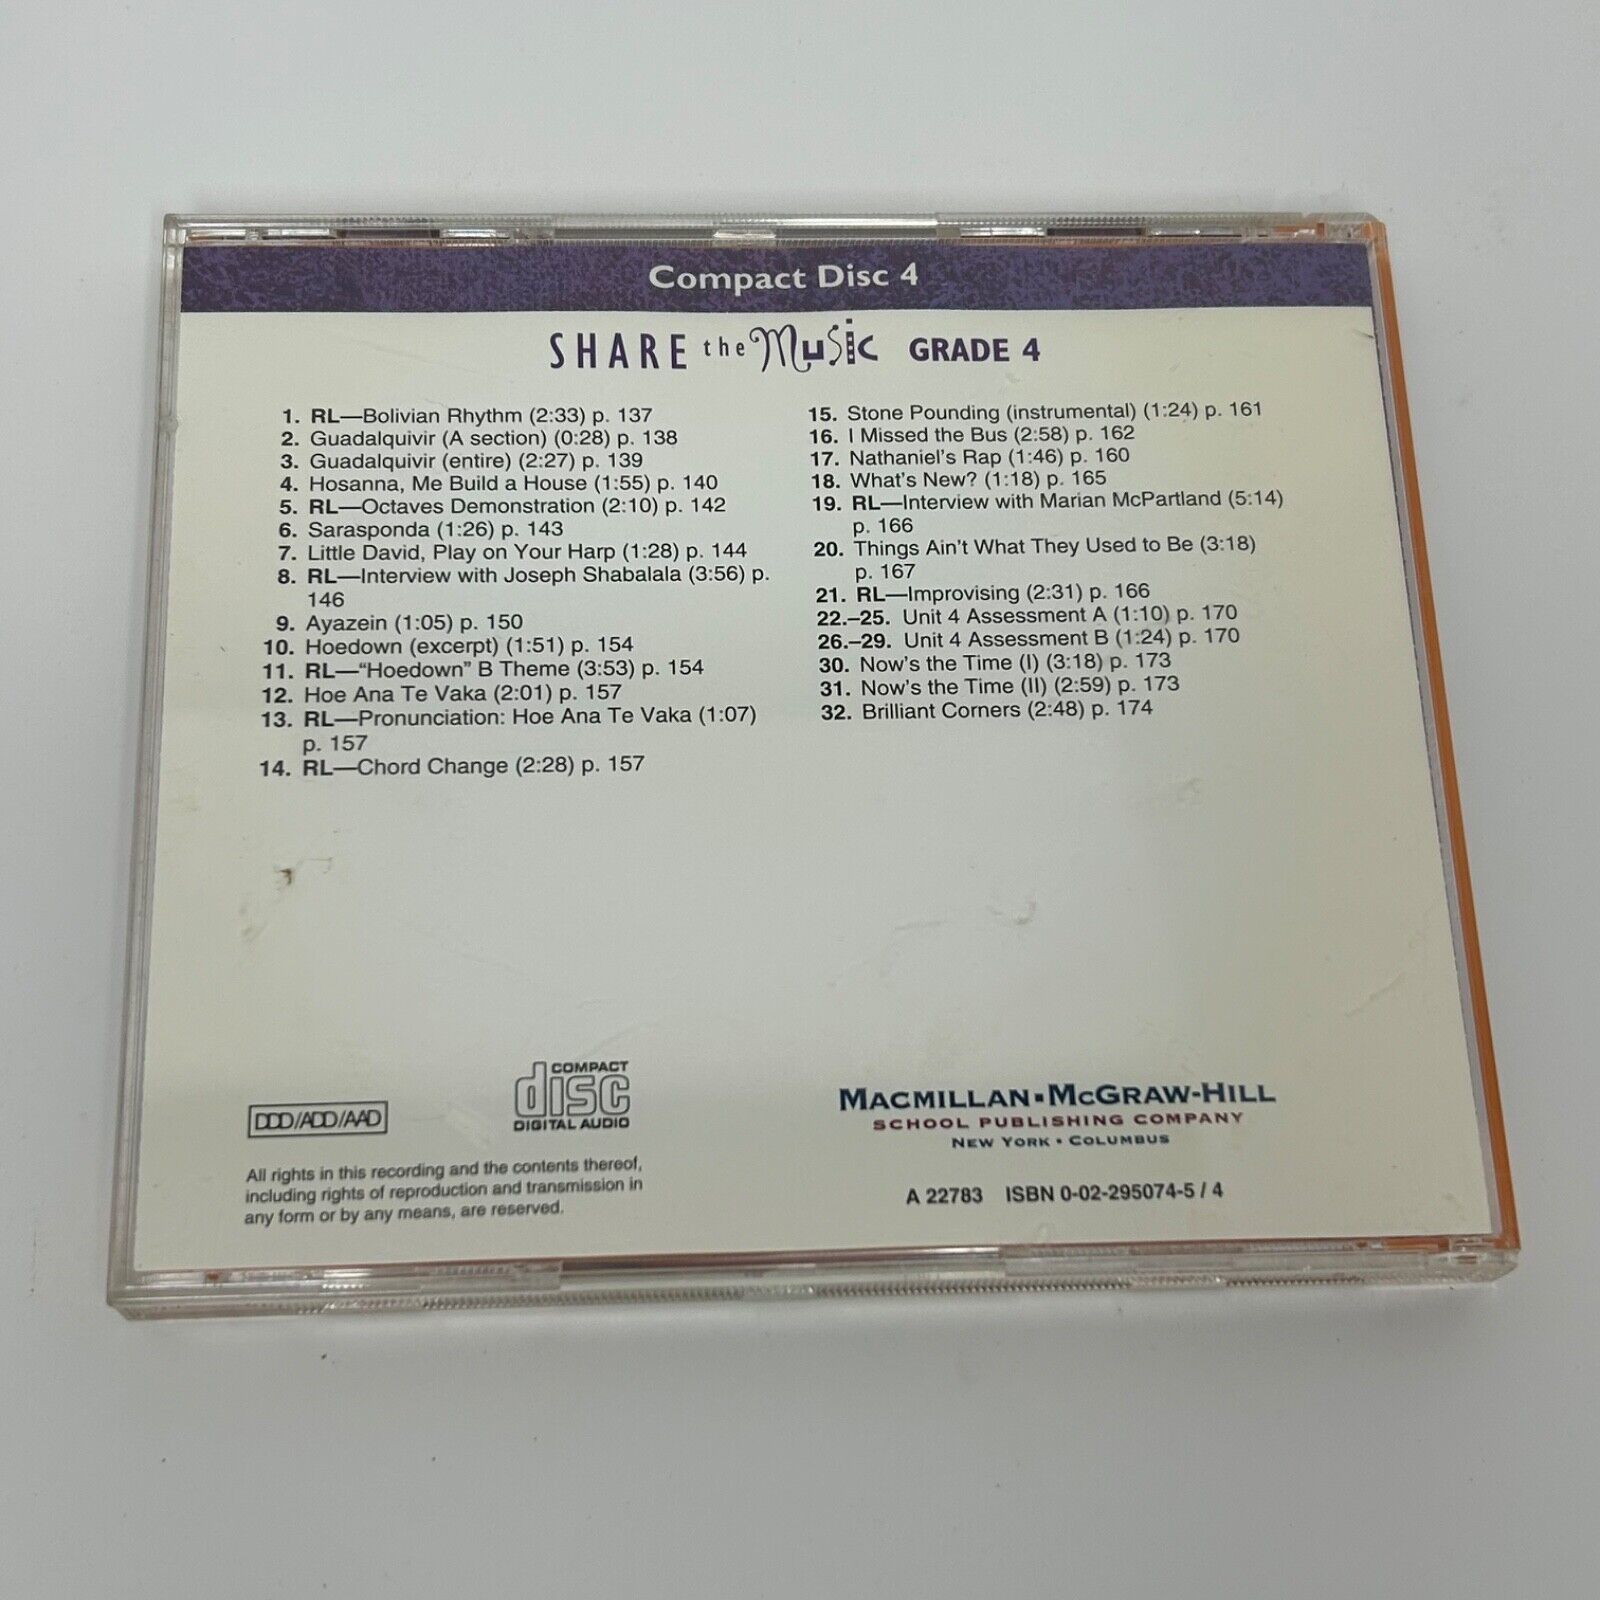 Compact Disc 4
SHARE the Music GRADE 4
1. RL—Bolivian Rhythm (2:33) p. 137
2. Guadalquivir (A section) (0:28) p. 138
3. Guadalquivir (entire) (2:27) p. 139
4. Hosanna, Me Build a House (1:55) p. 140
5. RL—Octaves Demonstration (2:10) p. 142
6. Sarasponda (1:26) p. 143
7. Little David, Play on Your Harp (1:28) p. 144
8. RL—Interview with Joseph Shabalala (3:56) p.
146
9. Ayazein (1:05) p. 150
10. Hoedown (excerpt) (1:51) p. 154
11. RL—“Hoedown” B Theme (3:53) p. 154
12. Hoe Ana Te Vaka (2:01) p. 157
13. RL—Pronunciation: Hoe Ana Te Vaka (1:07)
p. 157
14. RL—Chord Change (2:28) p. 157
15. Stone Pounding (instrumental) (1:24) p. 161
16. I Missed the Bus (2:58) p. 162
17. Nathaniel's Rap (1:46) p. 160
18. What's New? (1:18) p. 165
19. RL—Interview with Marian McPartland (5:14)
p. 166
20. Things Ain't What They Used to Be (3:18)
p. 167
21. RL—Improvising (2:31) p. 166
22.–25. Unit 4 Assessment A (1:10) p. 170
26.–29. Unit 4 Assessment B (1:24) p. 170
30. Now's the Time (I) (3:18) p. 173
31. Now's the Time (II) (2:59) p. 173
32. Brilliant Corners (2:48) p. 174
DDD/ADD/AAD
COMPACT
disc
DIGITAL AUDIO
All rights in this recording and the contents thereof,
including rights of reproduction and transmission in
any form or by any means, are reserved.
MACMILLAN▪MCGRAW-HILL
SCHOOL PUBLISHING COMPANY
NEW YORK • COLUMBUS
A 22783 ISBN 0-02-295074-5 / 4